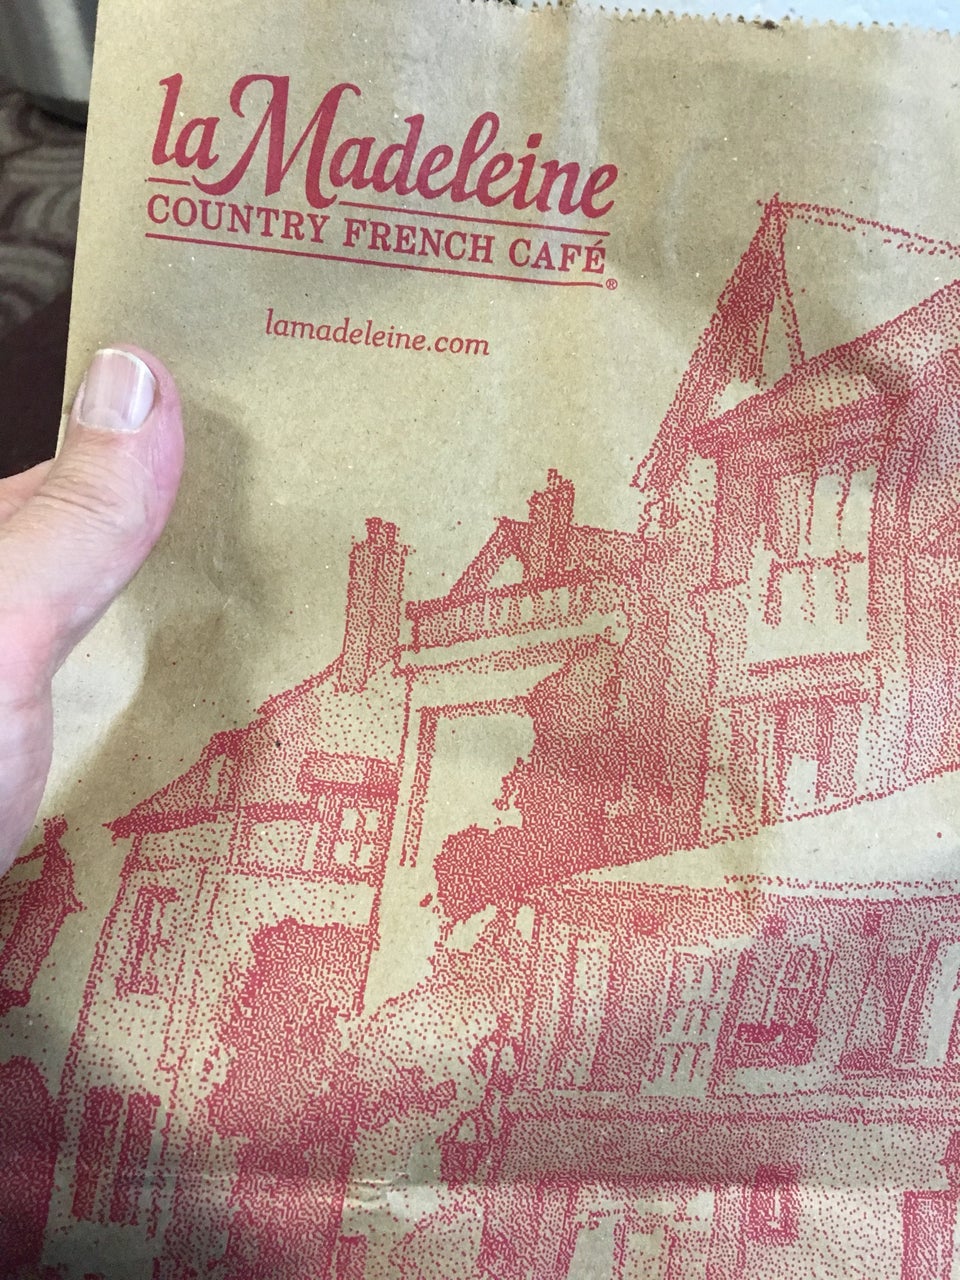 la Madeleine
COUNTRY FRENCH CAFÉ®
lamadeleine.com